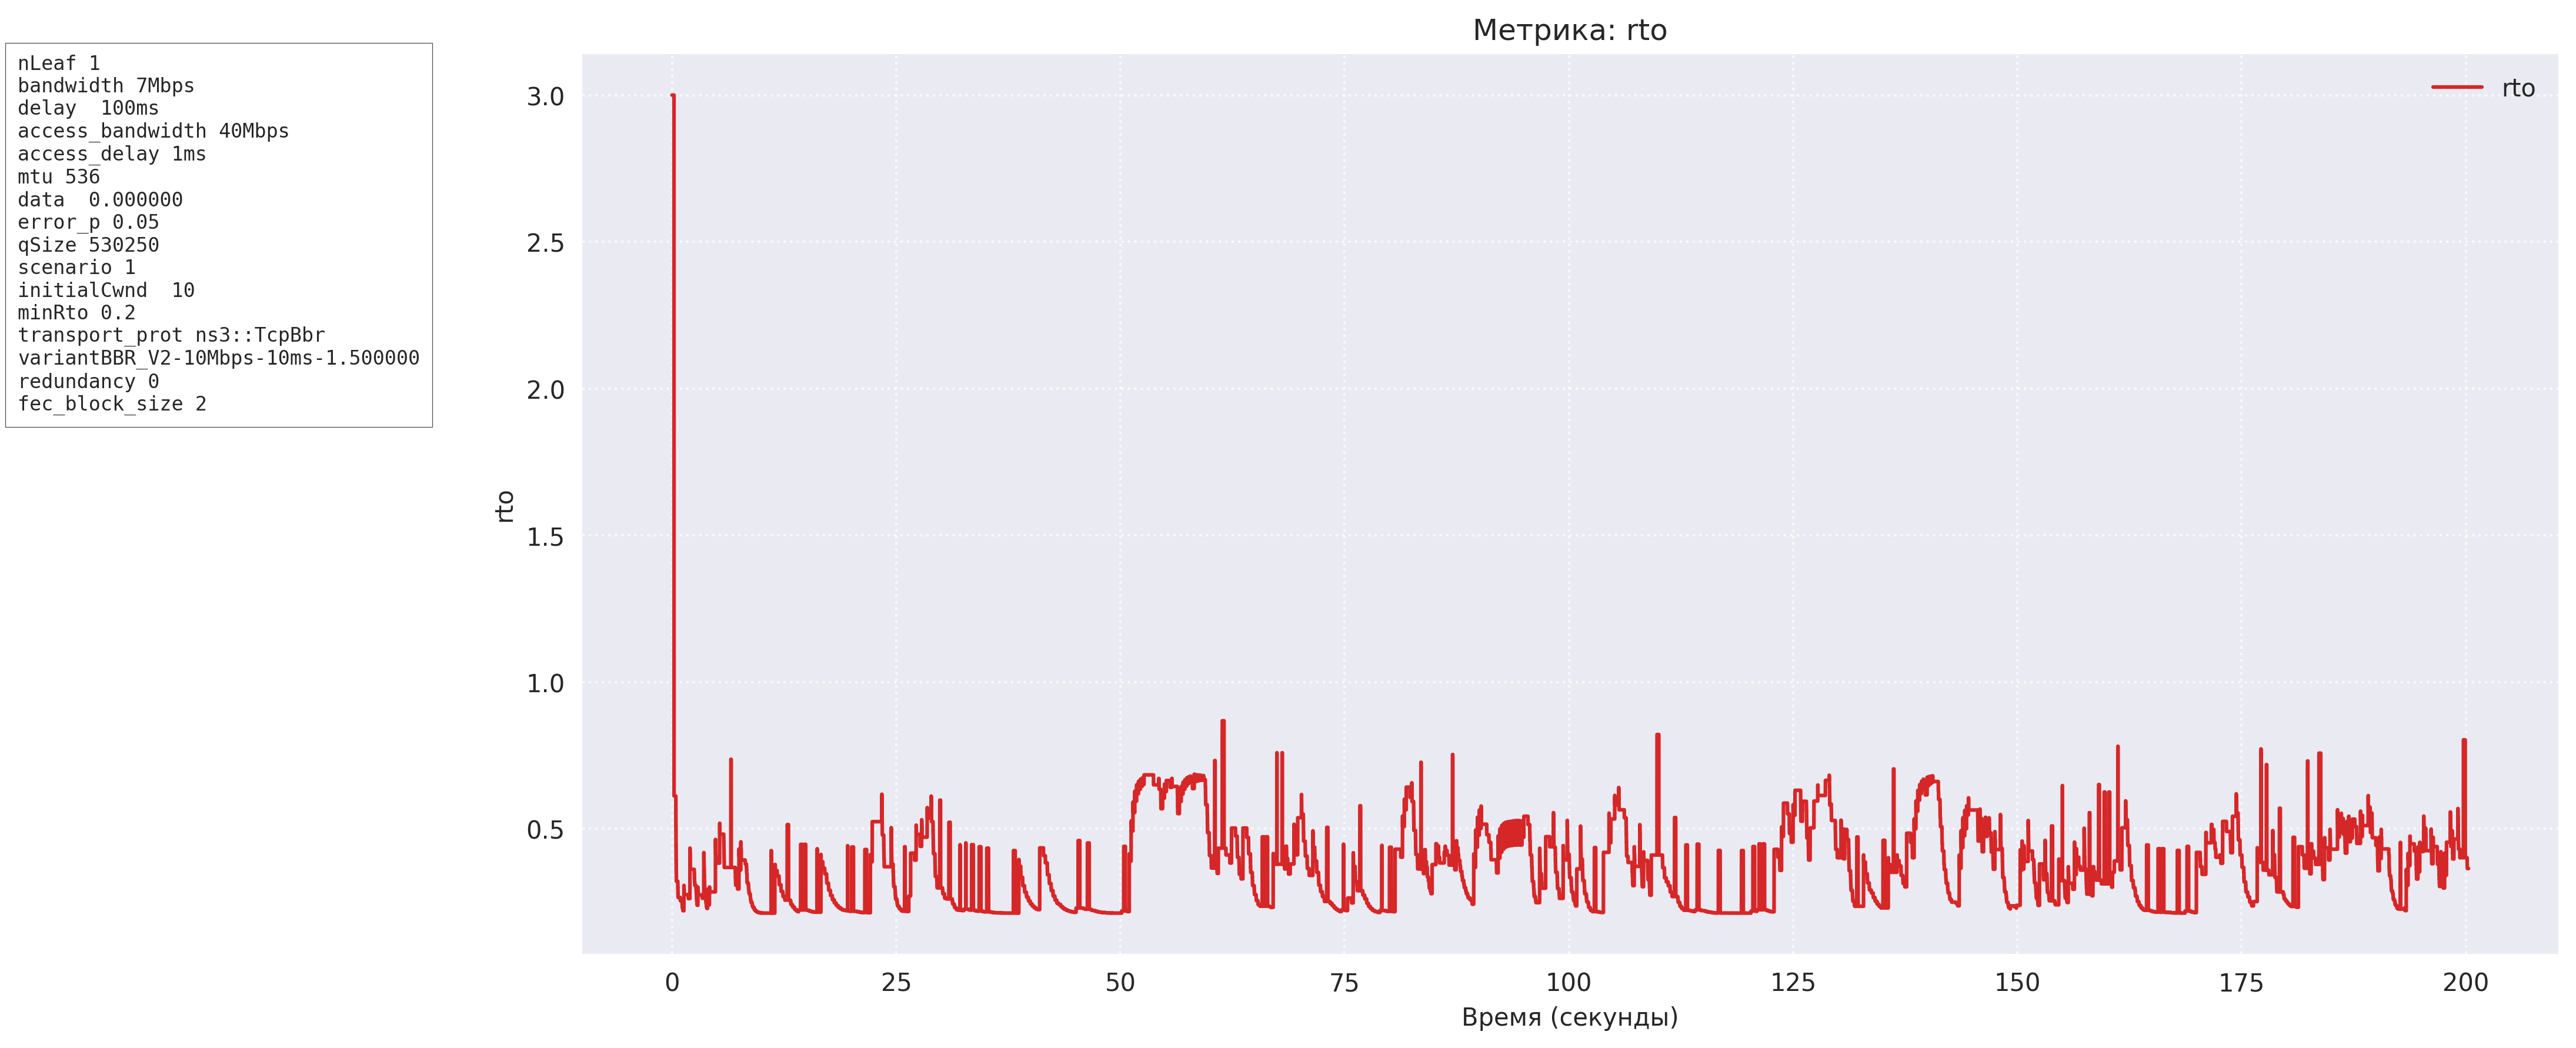 nLeaf 1
bandwidth 7Mbps
delay  100ms
access_bandwidth 40Mbps
access_delay 1ms
mtu 536
data  0.000000
error_p 0.05
qSize 530250
scenario 1
initialCwnd  10
minRto 0.2
transport_prot ns3::TcpBbr
variantBBR_V2-10Mbps-10ms-1.500000
redundancy 0
fec_block_size 2
Метрика: rto
rto
3.0
2.5
2.0
1.5
1.0
0.5
rto
0 25 50 75 100 125 150 175 200
Время (секунды)